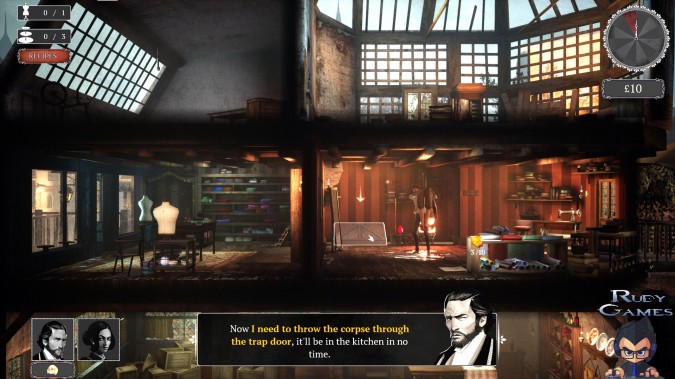 0 / 1
0 / 3
RECIPES
£10
Now I need to throw the corpse through
the trap door, it'll be in the kitchen in no
time.
RUBY
GAMES